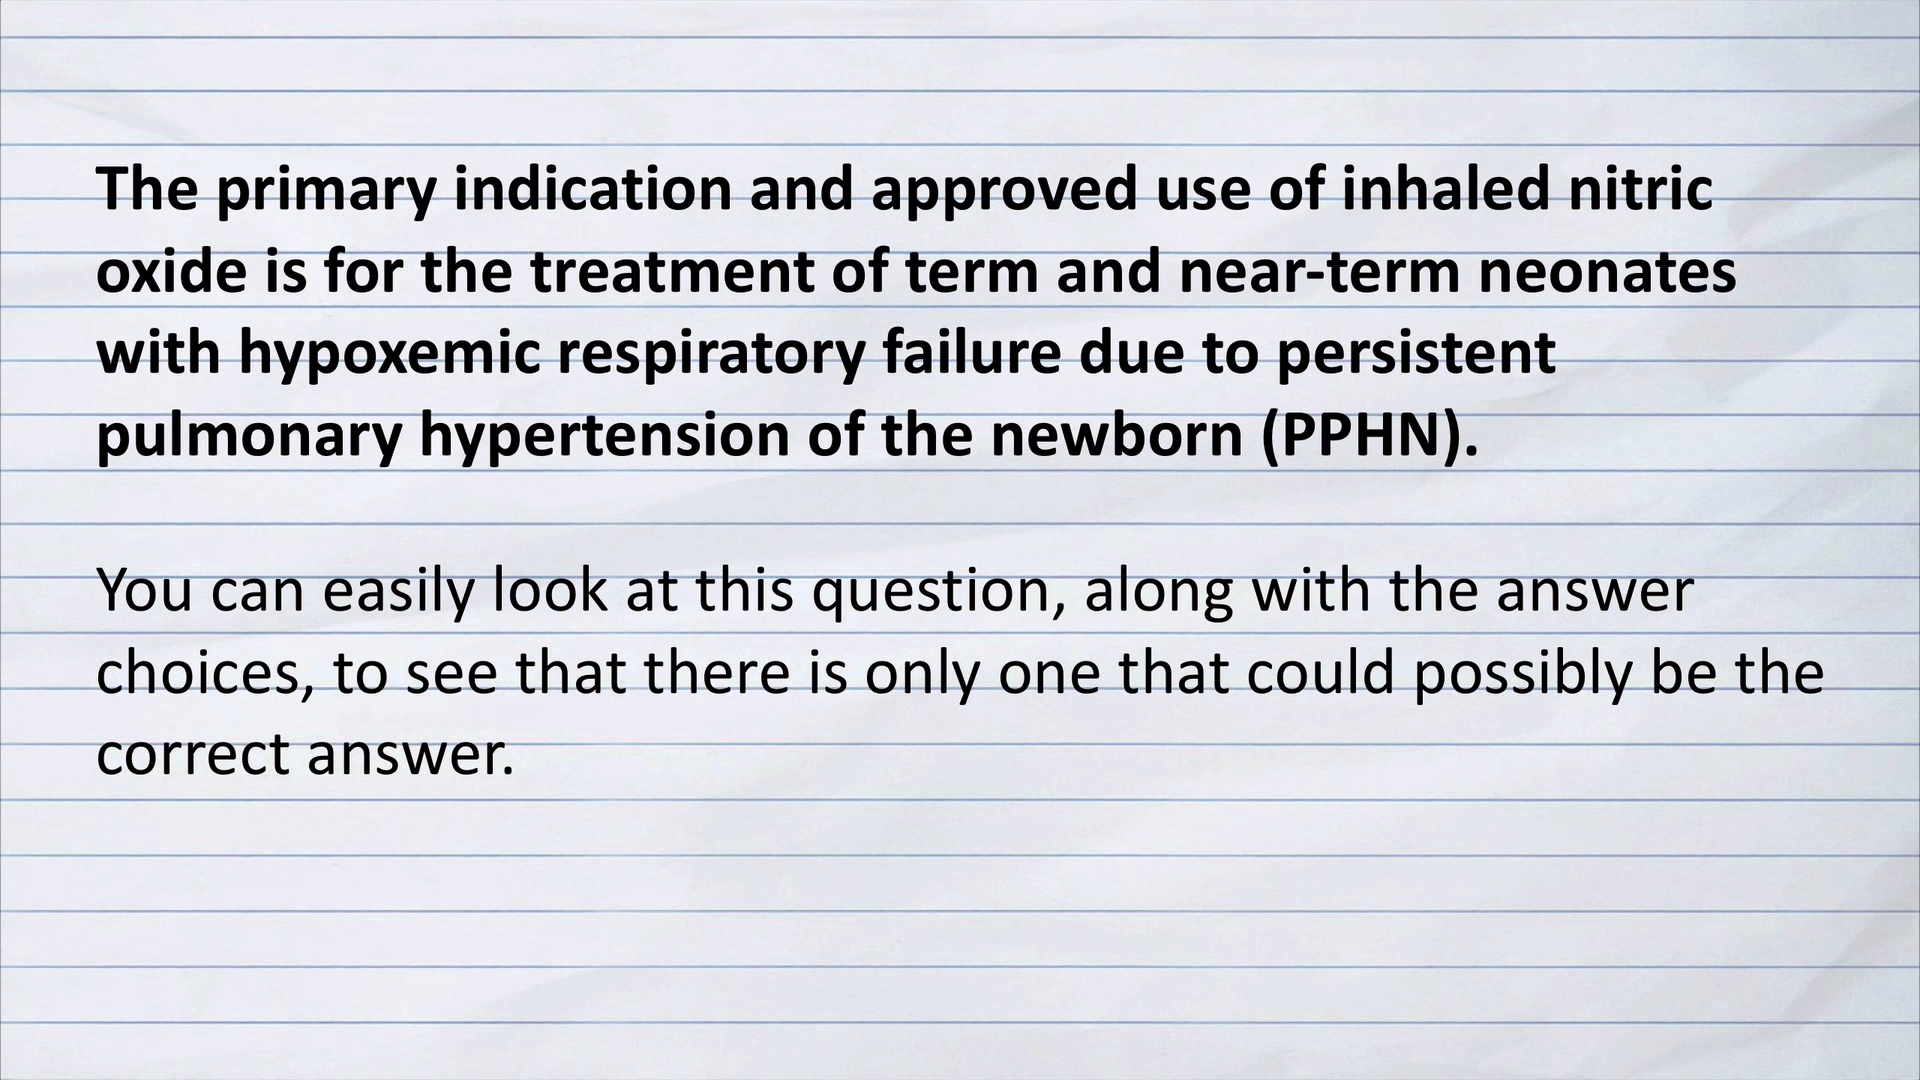 The primary indication and approved use of inhaled nitric
oxide is for the treatment of term and near-term neonates
with hypoxemic respiratory failure due to persistent
pulmonary hypertension of the newborn (PPHN).
You can easily look at this question, along with the answer
choices, to see that there is only one that could possibly be the
correct answer.